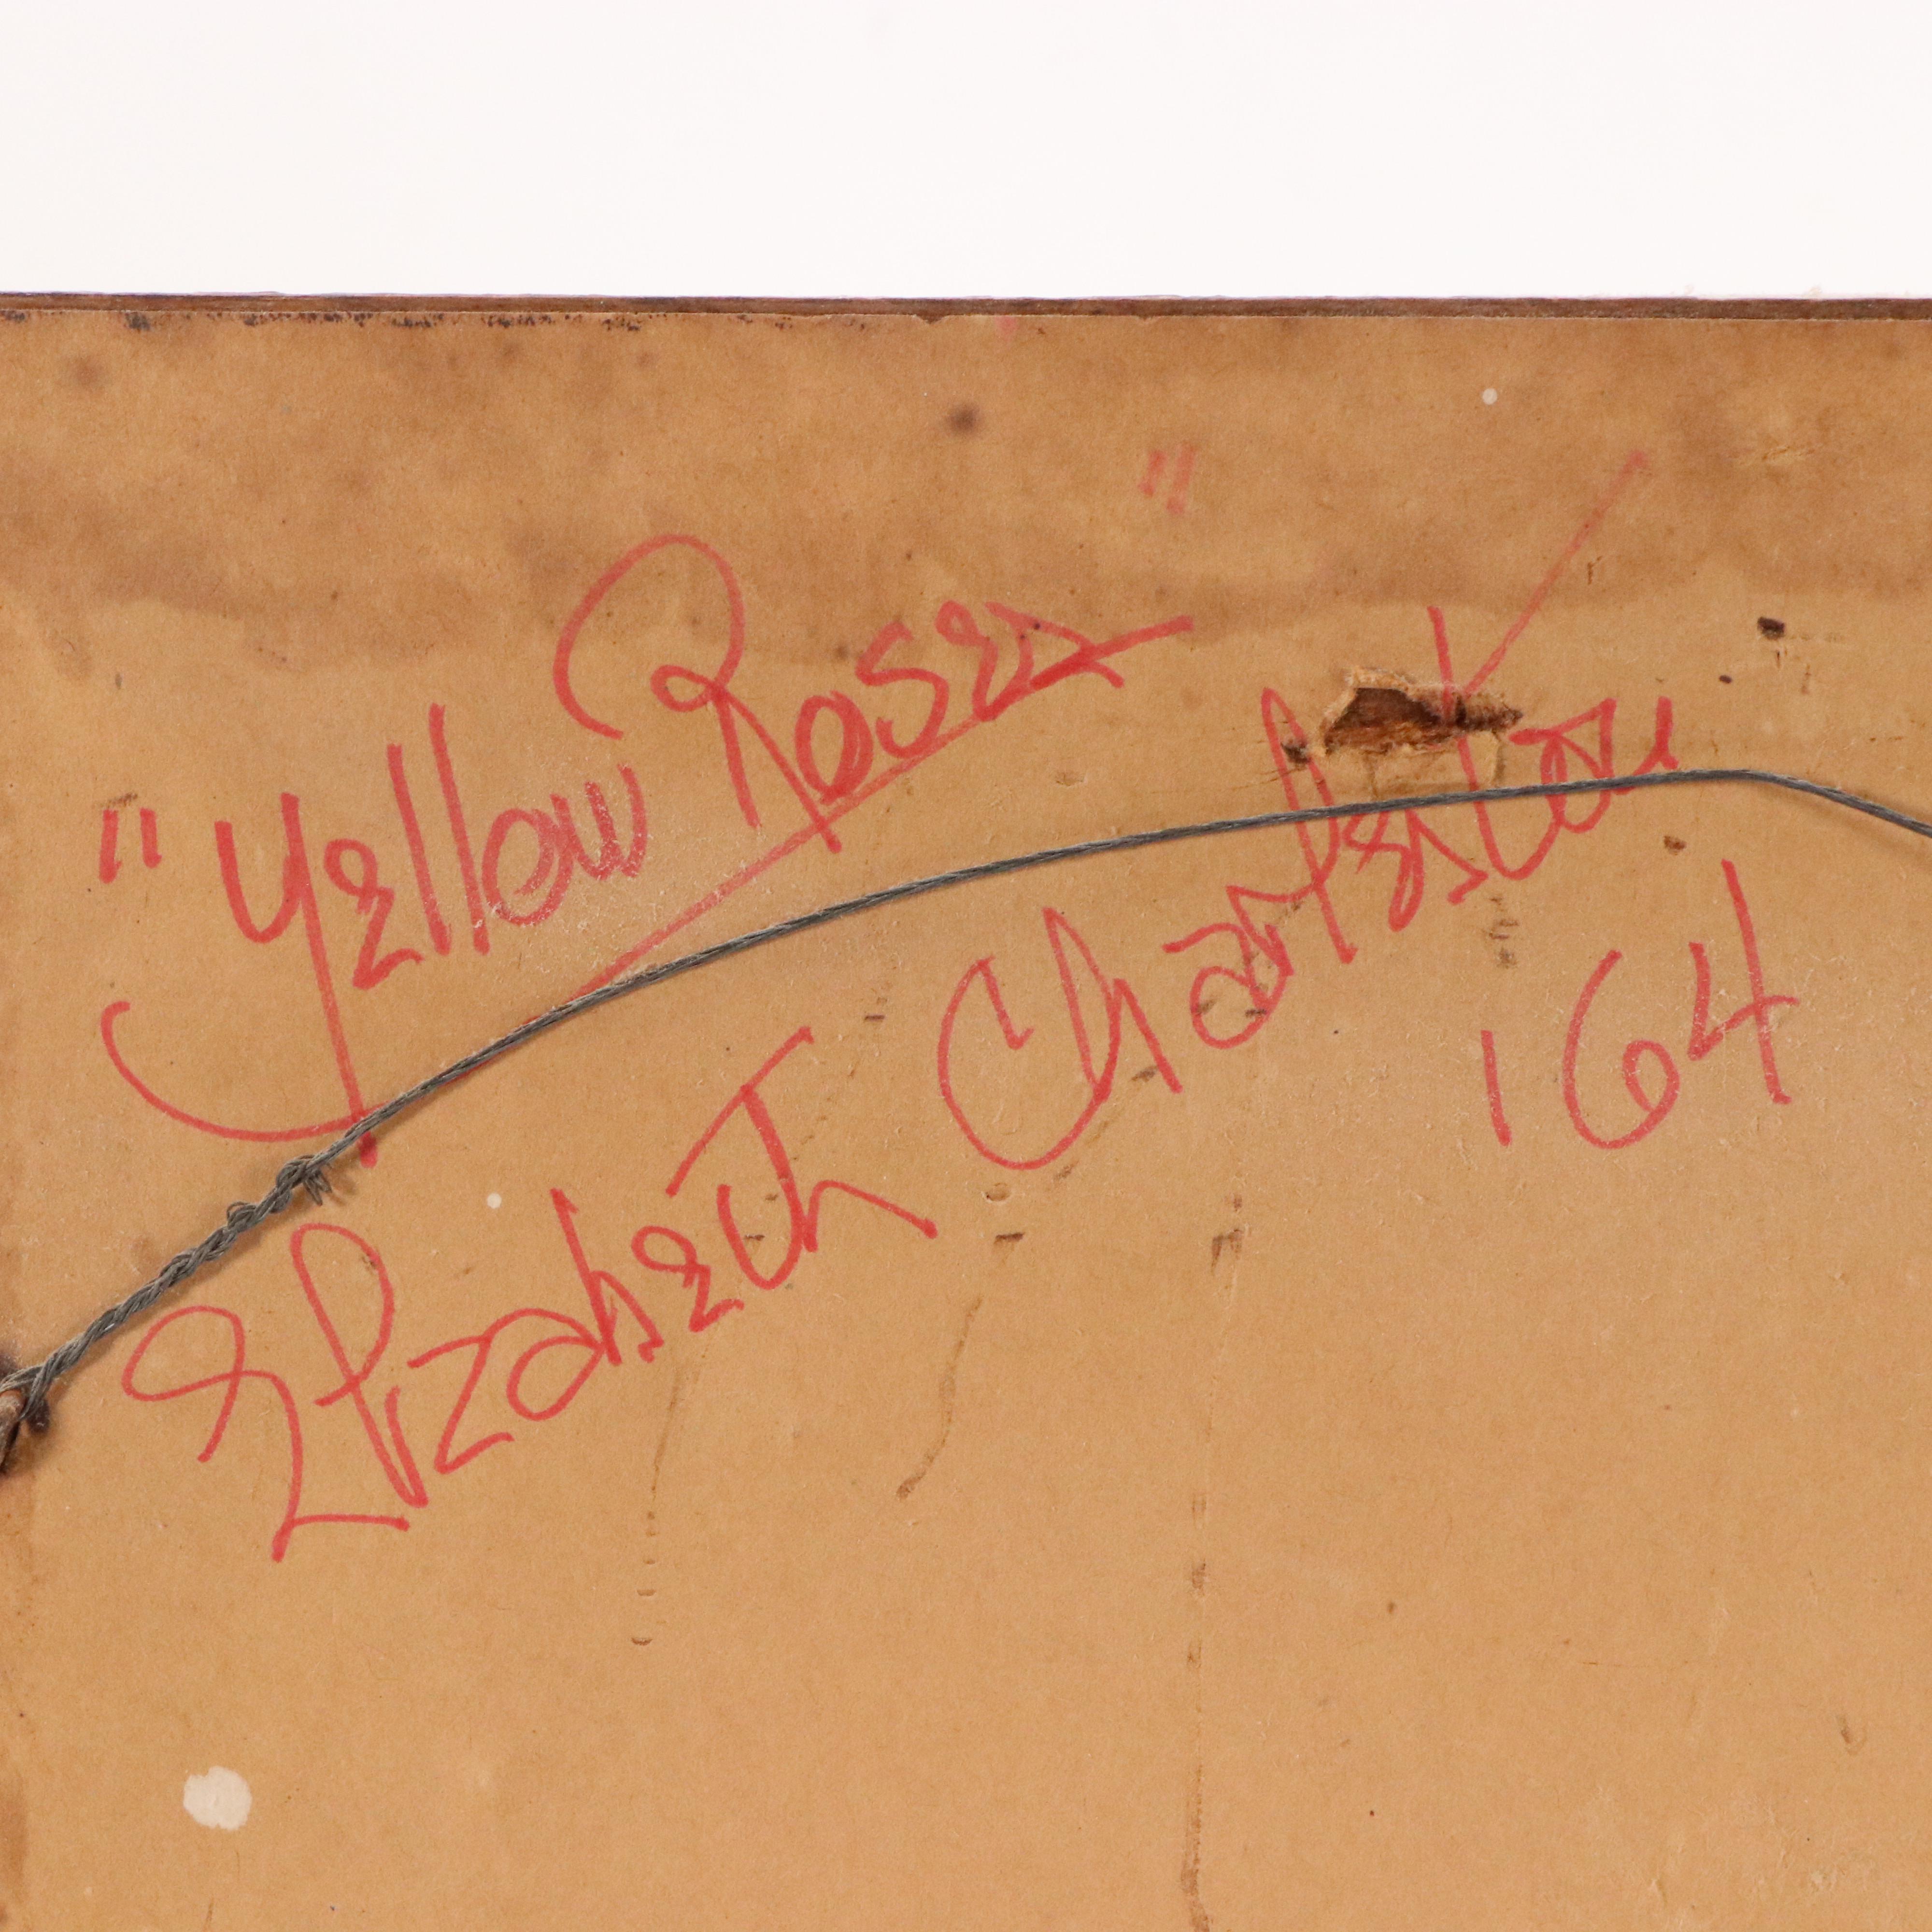 "Yellow Roses"
Elizabeth Charleston
'64